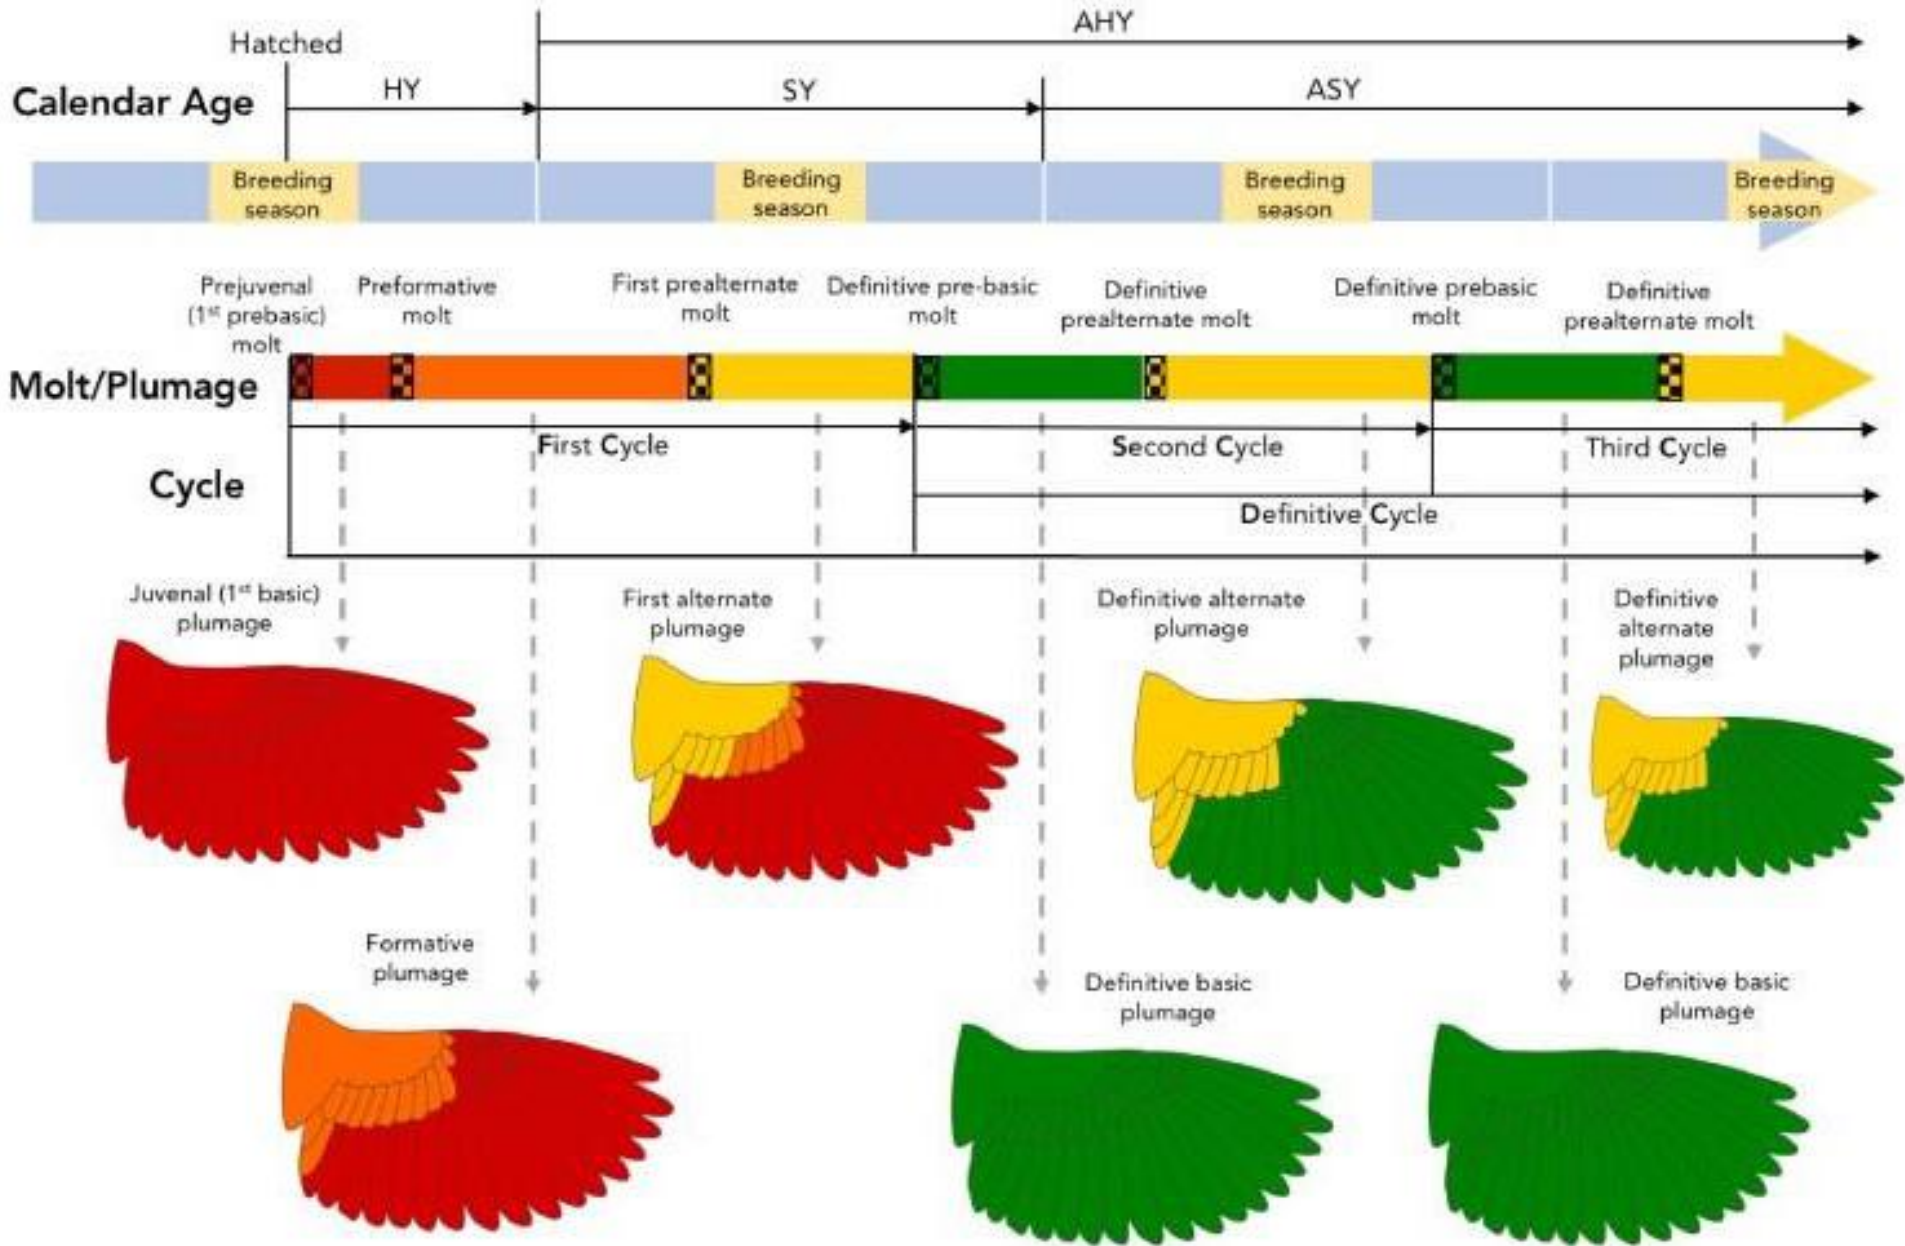 AHY
Hatched
HY
SY
ASY
Calendar Age
Breeding
season
Breeding
season
Breeding
season
Breeding
season
Prejuvenal
(1st prebasic)
molt
Preformative
molt
First prealternate
molt
Definitive pre-basic
molt
Definitive
prealternate molt
Definitive prebasic
molt
Definitive
prealternate molt
Molt/Plumage
First Cycle
Second Cycle
Third Cycle
Cycle
Definitive Cycle
Juvenal (1st basic)
plumage
First alternate
plumage
Definitive alternate
plumage
Definitive
alternate
plumage
Formative
plumage
Definitive basic
plumage
Definitive basic
plumage